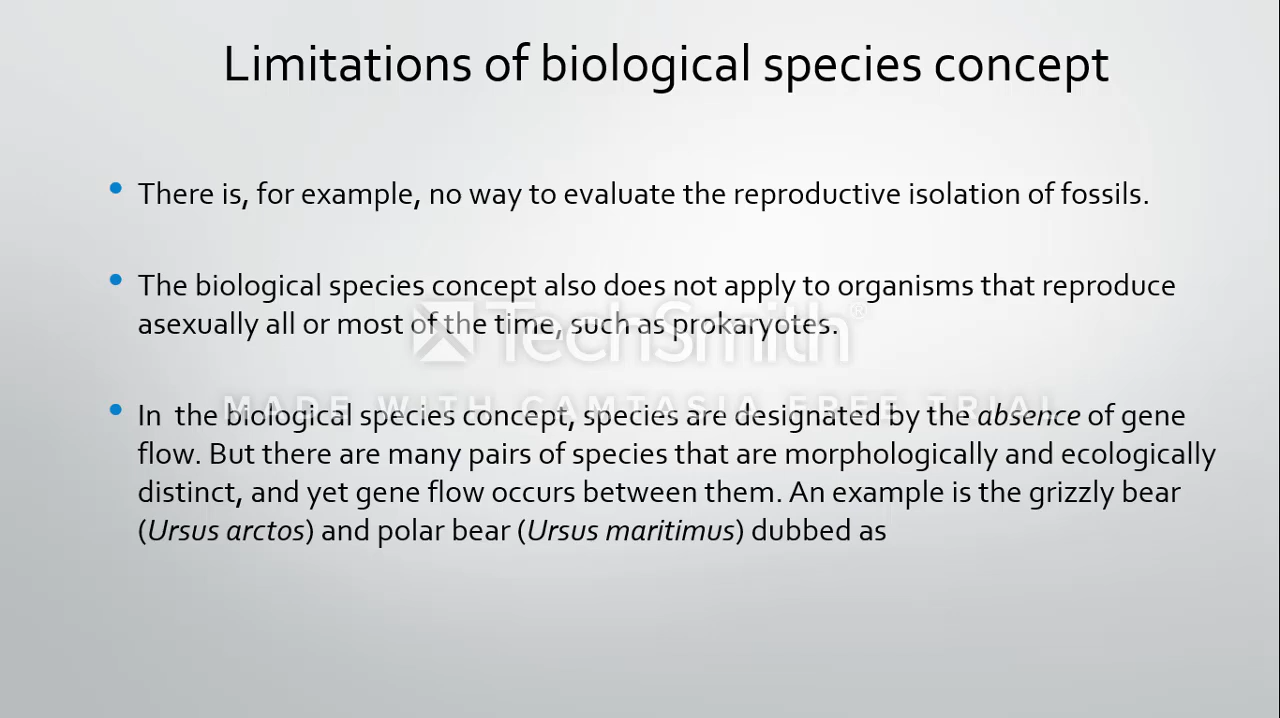 Limitations of biological species concept
• There is, for example, no way to evaluate the reproductive isolation of fossils.
• The biological species concept also does not apply to organisms that reproduce
asexually all or most of the time, such as prokaryotes.
TechSmith®
MADE WITH CAMTASIA FREE TRIAL
• In  the biological species concept, species are designated by the absence of gene
flow. But there are many pairs of species that are morphologically and ecologically
distinct, and yet gene flow occurs between them. An example is the grizzly bear
(Ursus arctos) and polar bear (Ursus maritimus) dubbed as